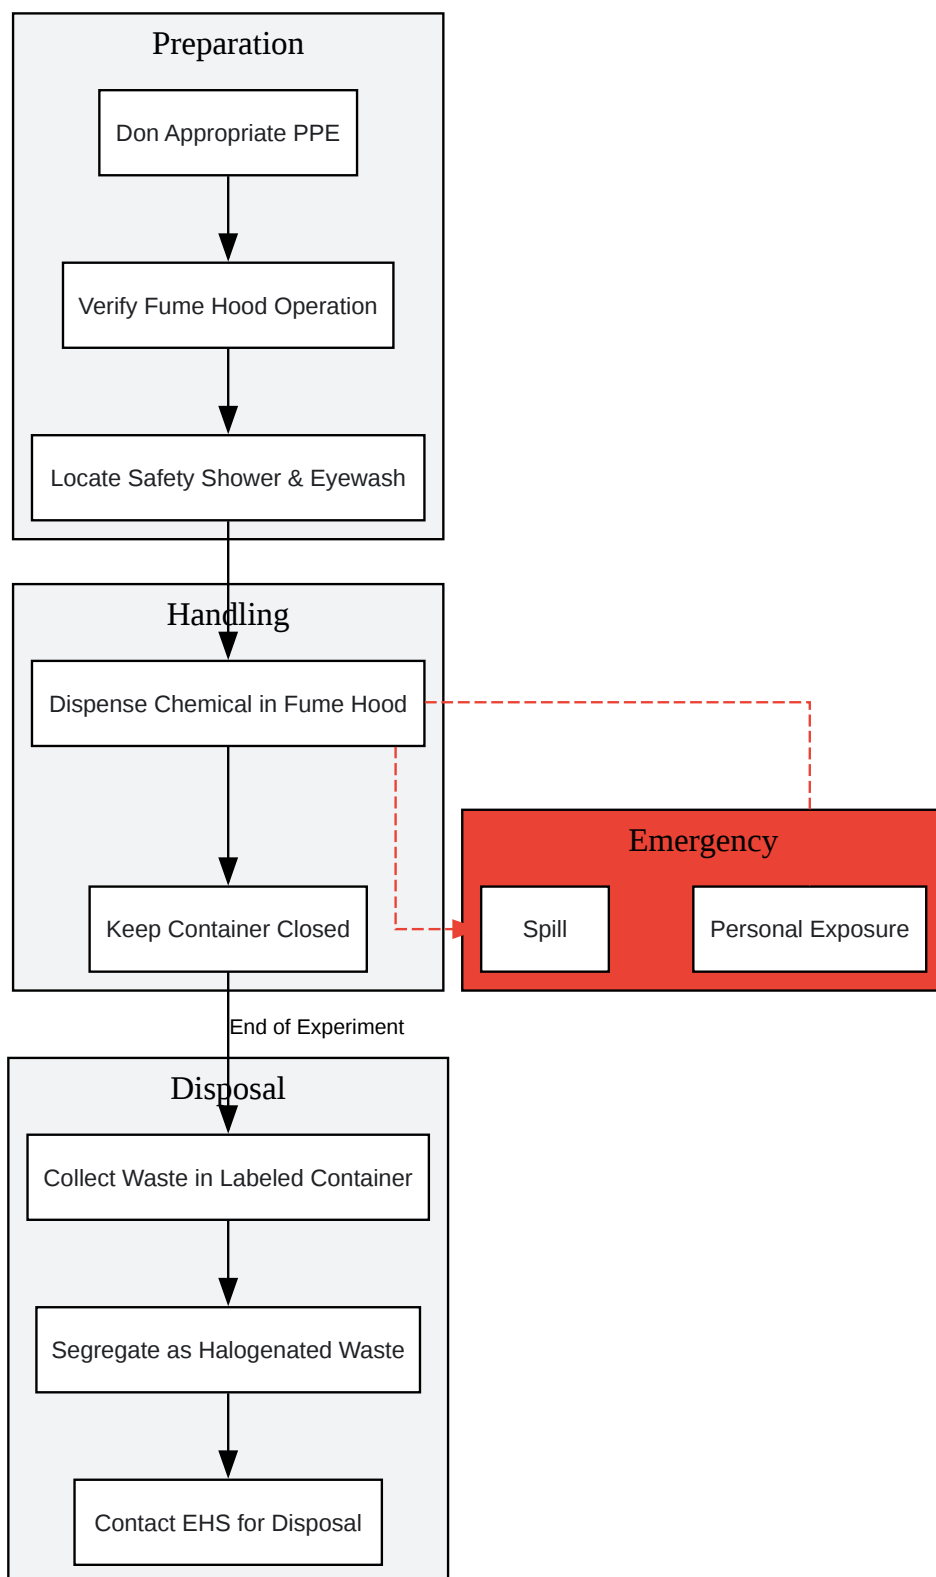 Preparation
Don Appropriate PPE
Verify Fume Hood Operation
Locate Safety Shower & Eyewash
Handling
Dispense Chemical in Fume Hood
Emergency
Keep Container Closed
Spill
Personal Exposure
End of Experiment
Disposal
Collect Waste in Labeled Container
Segregate as Halogenated Waste
Contact EHS for Disposal